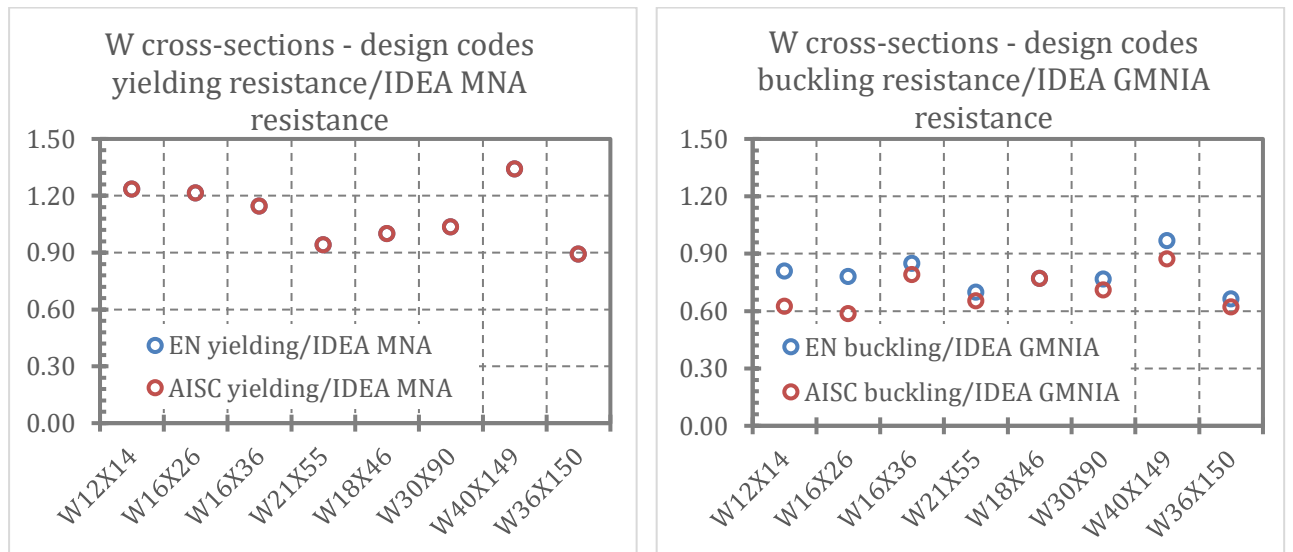 W cross-sections - design codes
yielding resistance/IDEA MNA
resistance
1.50
1.20
0.90
0.60
0.30
0.00
EN yielding/IDEA MNA
AISC yielding/IDEA MNA
W12X14
W16X26
W16X36
W21X55
W18X46
W30X90
W40X149
W36X150
W cross-sections - design codes
buckling resistance/IDEA GMNIA
resistance
1.50
1.20
0.90
0.60
0.30
0.00
EN buckling/IDEA GMNIA
AISC buckling/IDEA GMNIA
W12X14
W16X26
W16X36
W21X55
W18X46
W30X90
W40X149
W36X150